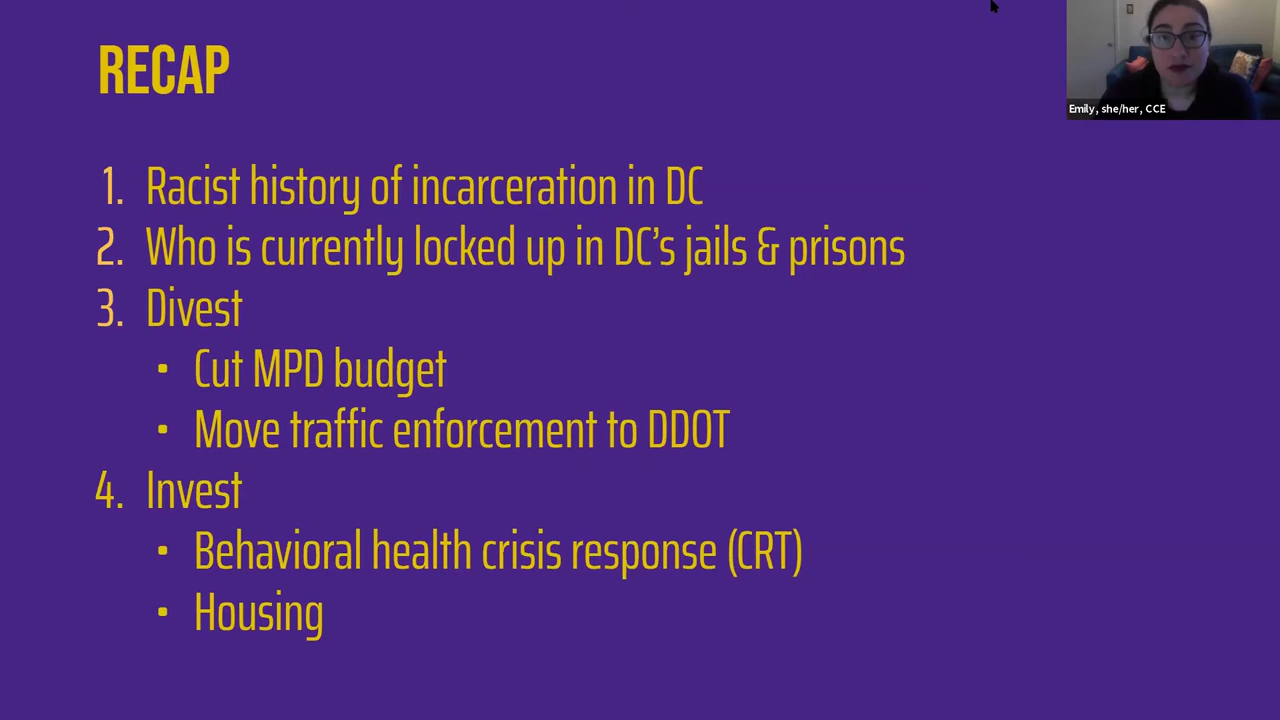 RECAP
Emily, she/her, CCE
1. Racist history of incarceration in DC
2. Who is currently locked up in DC’s jails & prisons
3. Divest
• Cut MPD budget
• Move traffic enforcement to DDOT
4. Invest
• Behavioral health crisis response (CRT)
• Housing